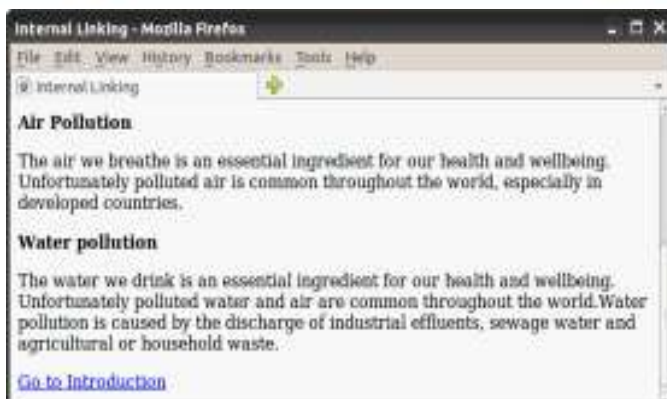 Internal Linking - Mozilla Firefox
File Edit View History Bookmarks Tools Help
Internal Linking
Air Pollution
The air we breathe is an essential ingredient for our health and wellbeing.
Unfortunately polluted air is common throughout the world, especially in
developed countries.
Water pollution
The water we drink is an essential ingredient for our health and wellbeing.
Unfortunately polluted water and air are common throughout the world.Water
pollution is caused by the discharge of industrial effluents, sewage water and
agricultural or household waste.
Go to Introduction